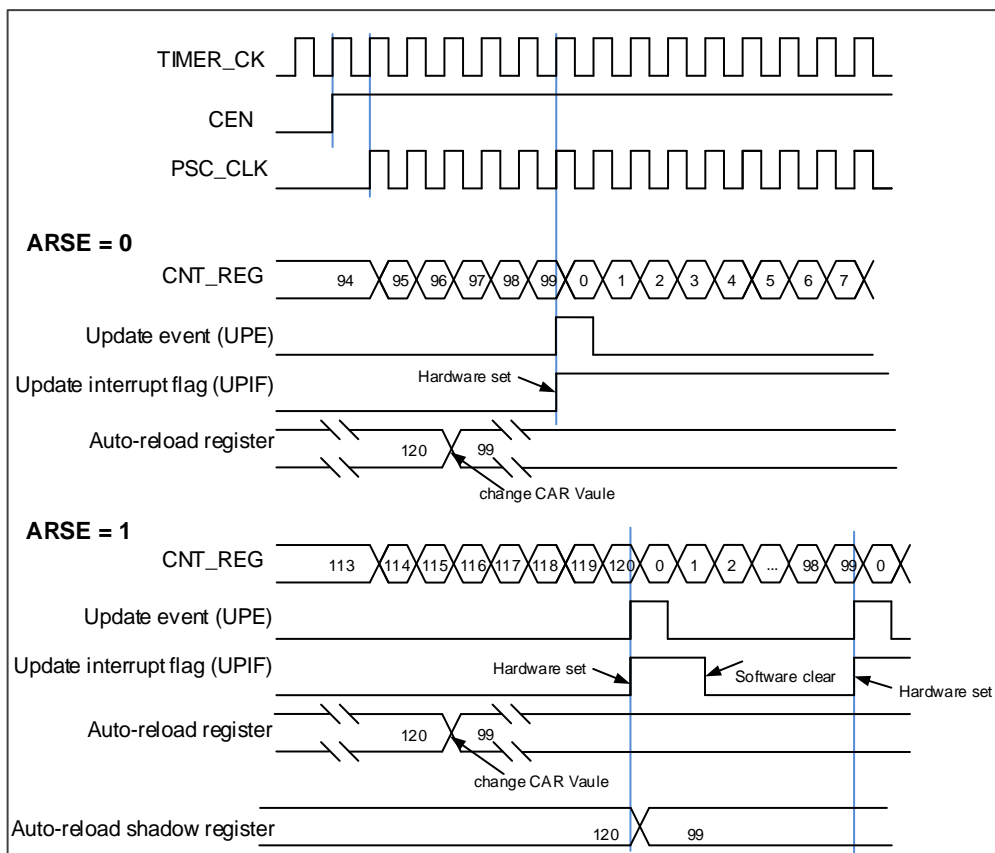 TIMER_CK
CEN
PSC_CLK
ARSE = 0
CNT_REG 94 95 96 97 98 99 0 1 2 3 4 5 6 7
Update event (UPE)
Update interrupt flag (UPIF) Hardware set
Auto-reload register 120 99
change CAR Vaule
ARSE = 1
CNT_REG 113 114 115 116 117 118 119 120 0 1 2 ... 98 99 0
Update event (UPE)
Update interrupt flag (UPIF) Hardware set Software clear Hardware set
Auto-reload register 120 99
change CAR Vaule
Auto-reload shadow register 120 99